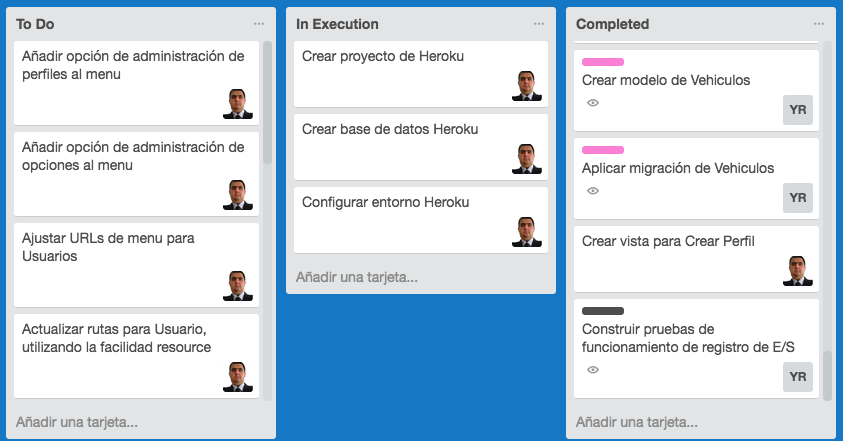 To Do
Añadir opción de administración de
perfiles al menu
Añadir opción de administración de
opciones al menu
Ajustar URLs de menu para
Usuarios
Actualizar rutas para Usuario,
utilizando la facilidad resource
Añadir una tarjeta...
In Execution
Crear proyecto de Heroku
Crear base de datos Heroku
Configurar entorno Heroku
Añadir una tarjeta...
Completed
Crear modelo de Vehiculos
YR
Aplicar migración de Vehiculos
YR
Crear vista para Crear Perfil
Construir pruebas de
funcionamiento de registro de E/S
YR
Añadir una tarjeta...